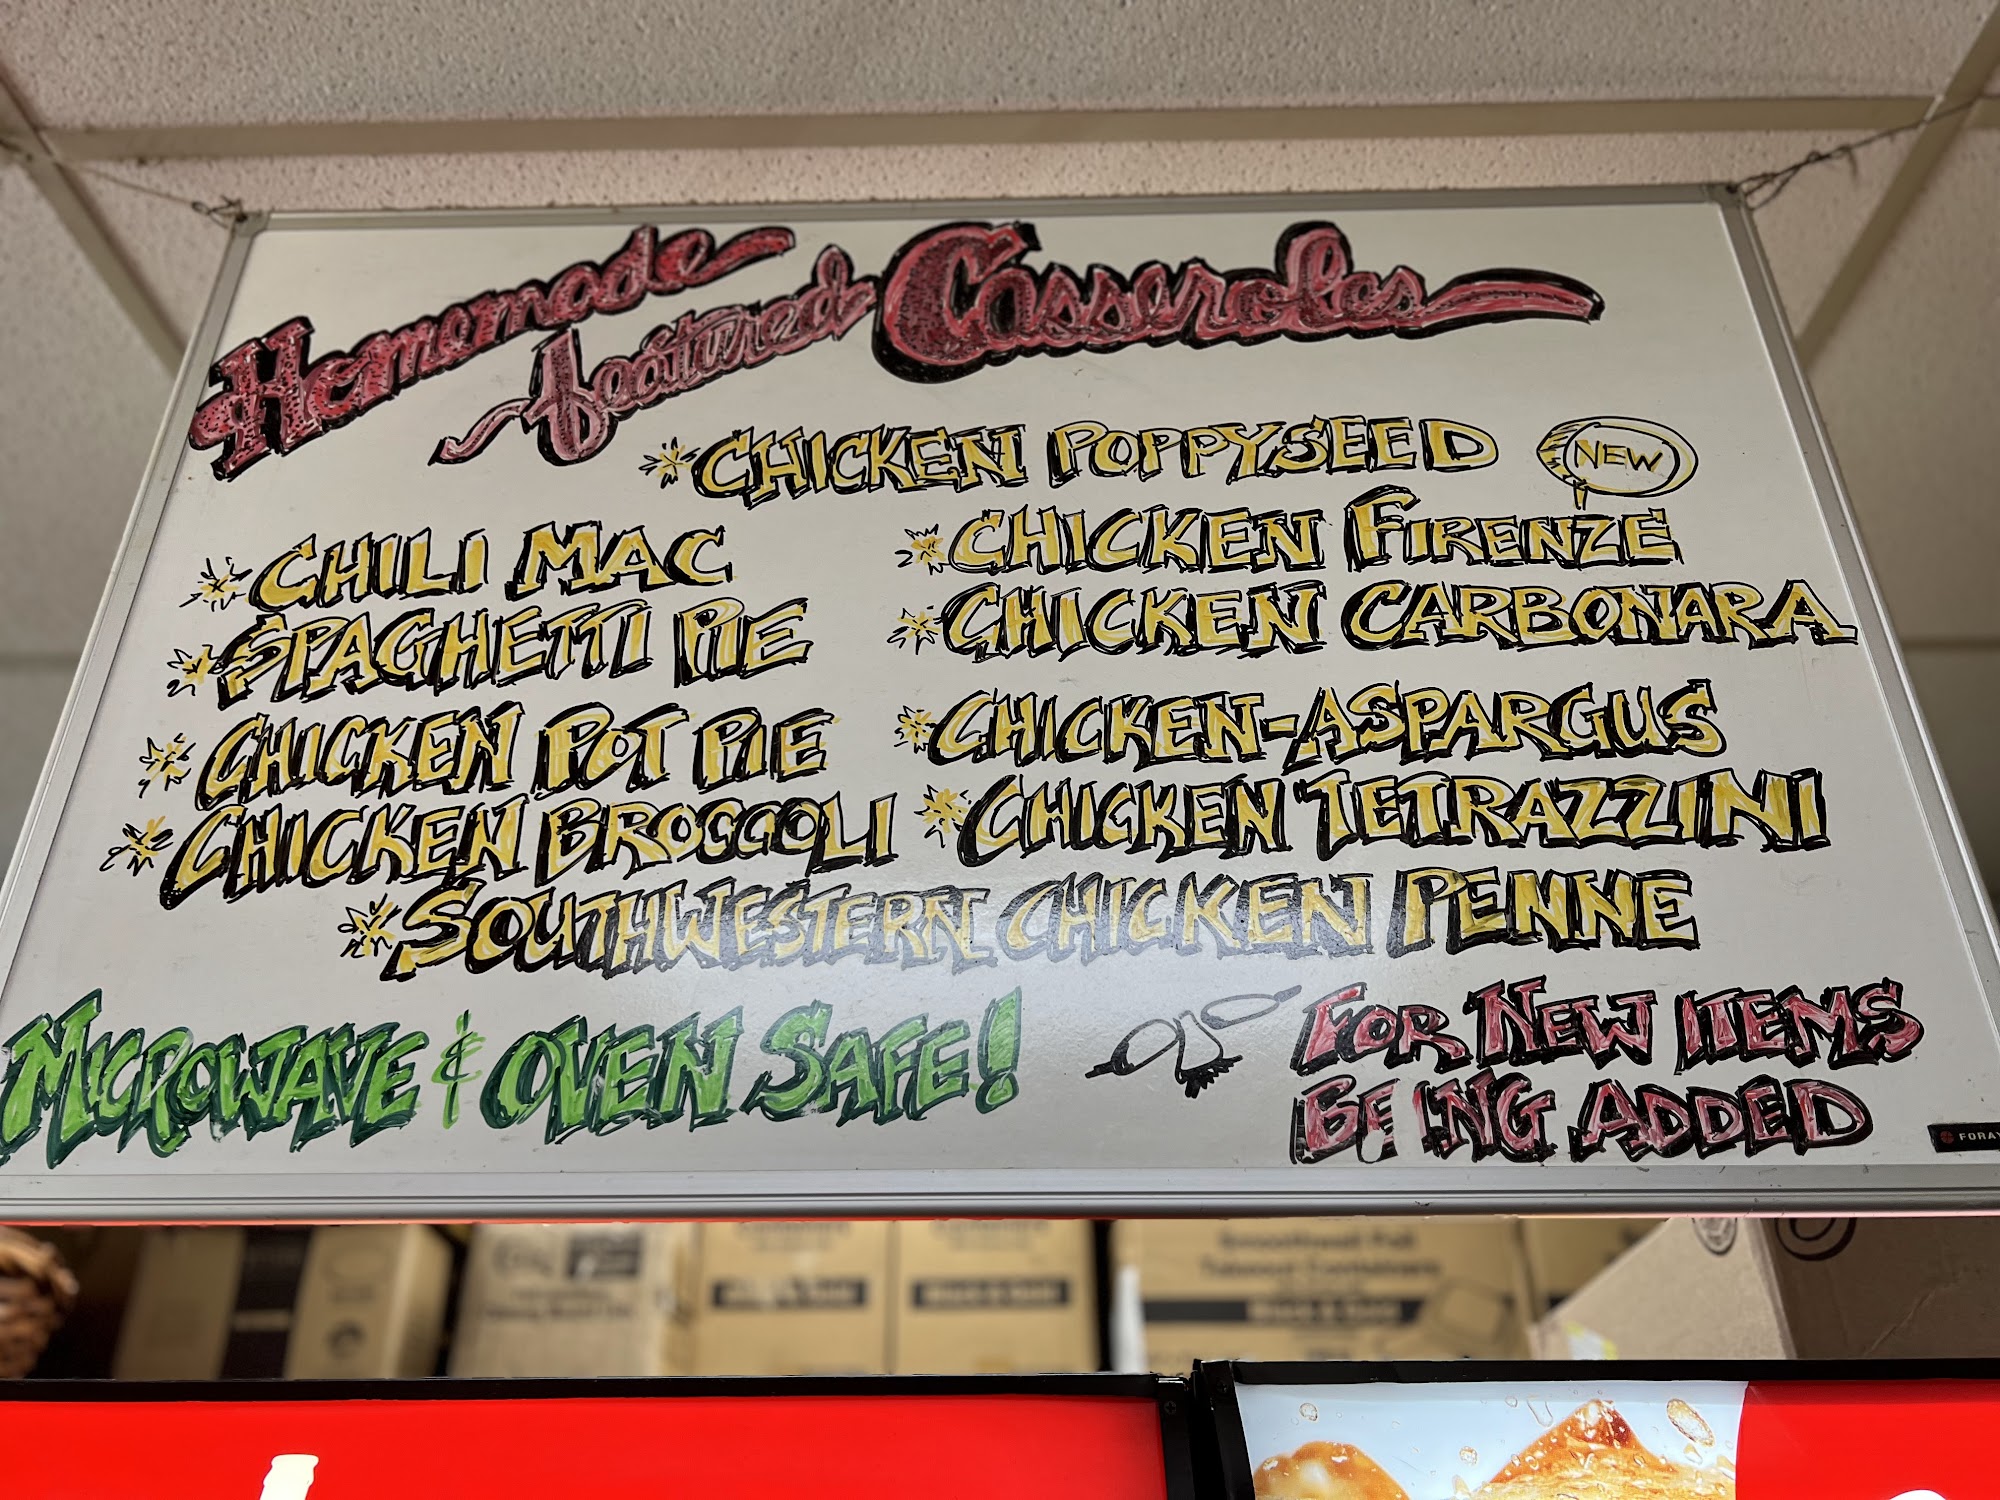 Homemade
featured Casseroles
*CHICKEN POPPYSEED
NEW
*CHILI MAC
*SPAGHETTI PIE
*CHICKEN POT PIE
*CHICKEN BROCCOLI
*CHICKEN FIRENZE
*CHICKEN CARBONARA
*CHICKEN-ASPARGUS
*CHICKEN TETRAZZINI
*SOUTHWESTERN CHICKEN PENNE
MICROWAVE & OVEN SAFE!
FOR NEW ITEMS
BEING ADDED
FORAY